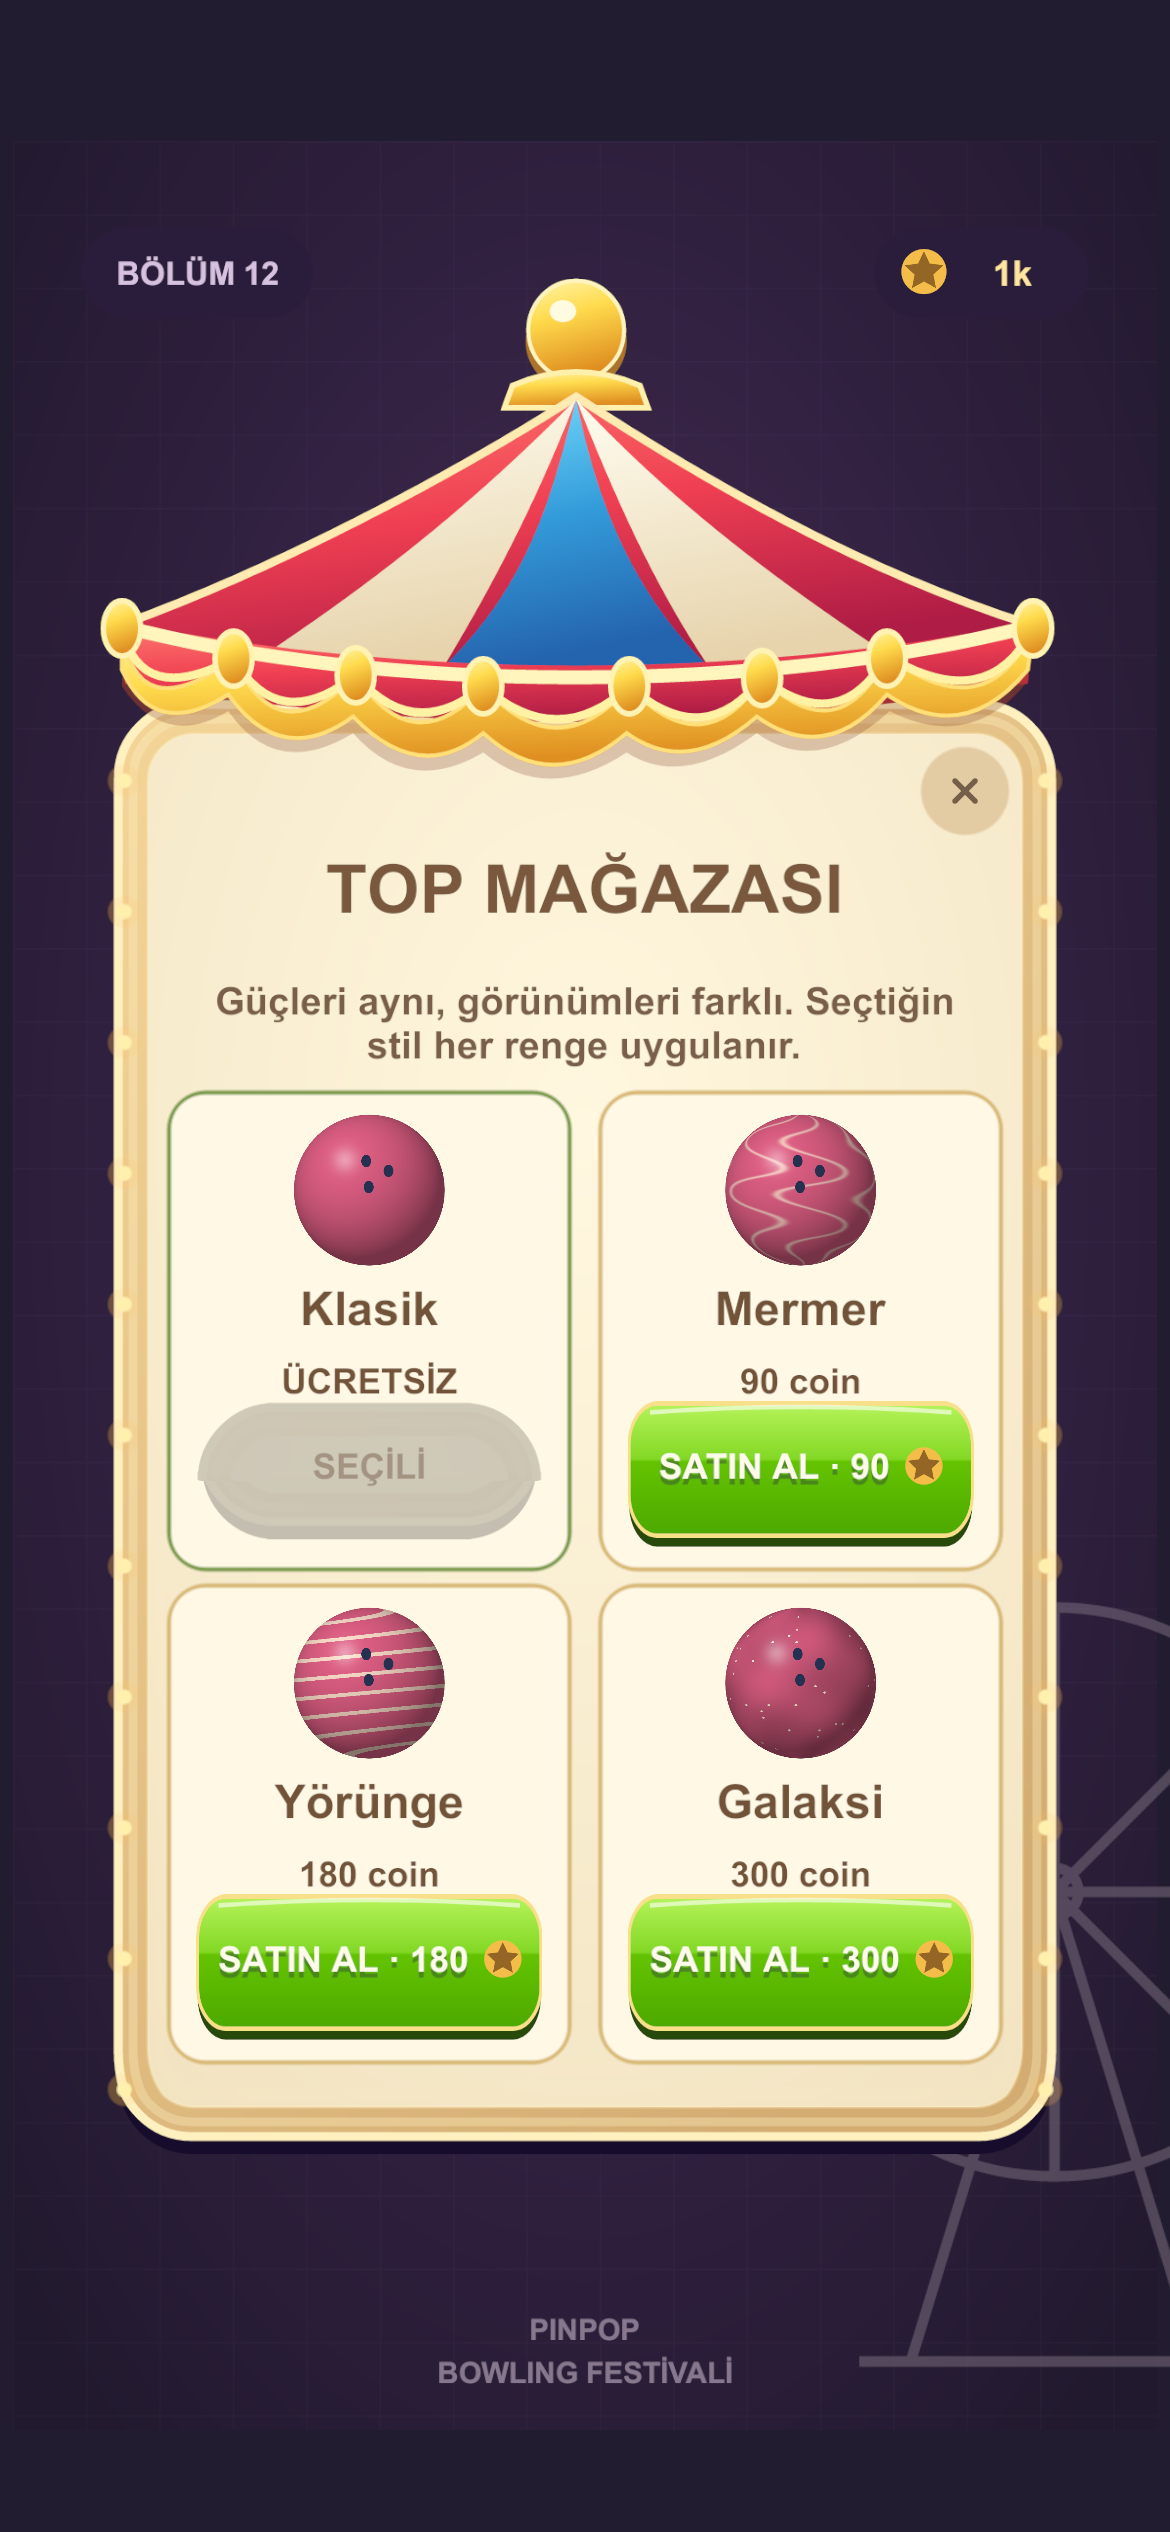 BÖLÜM 12
1k
TOP MAĞAZASI
Güçleri aynı, görünümleri farklı. Seçtiğin
stil her renge uygulanır.
Klasik
ÜCRETSİZ
SEÇİLİ
Mermer
90 coin
SATIN AL · 90
Yörünge
180 coin
SATIN AL · 180
Galaksi
300 coin
SATIN AL · 300
PINPOP
BOWLING FESTİVALİ